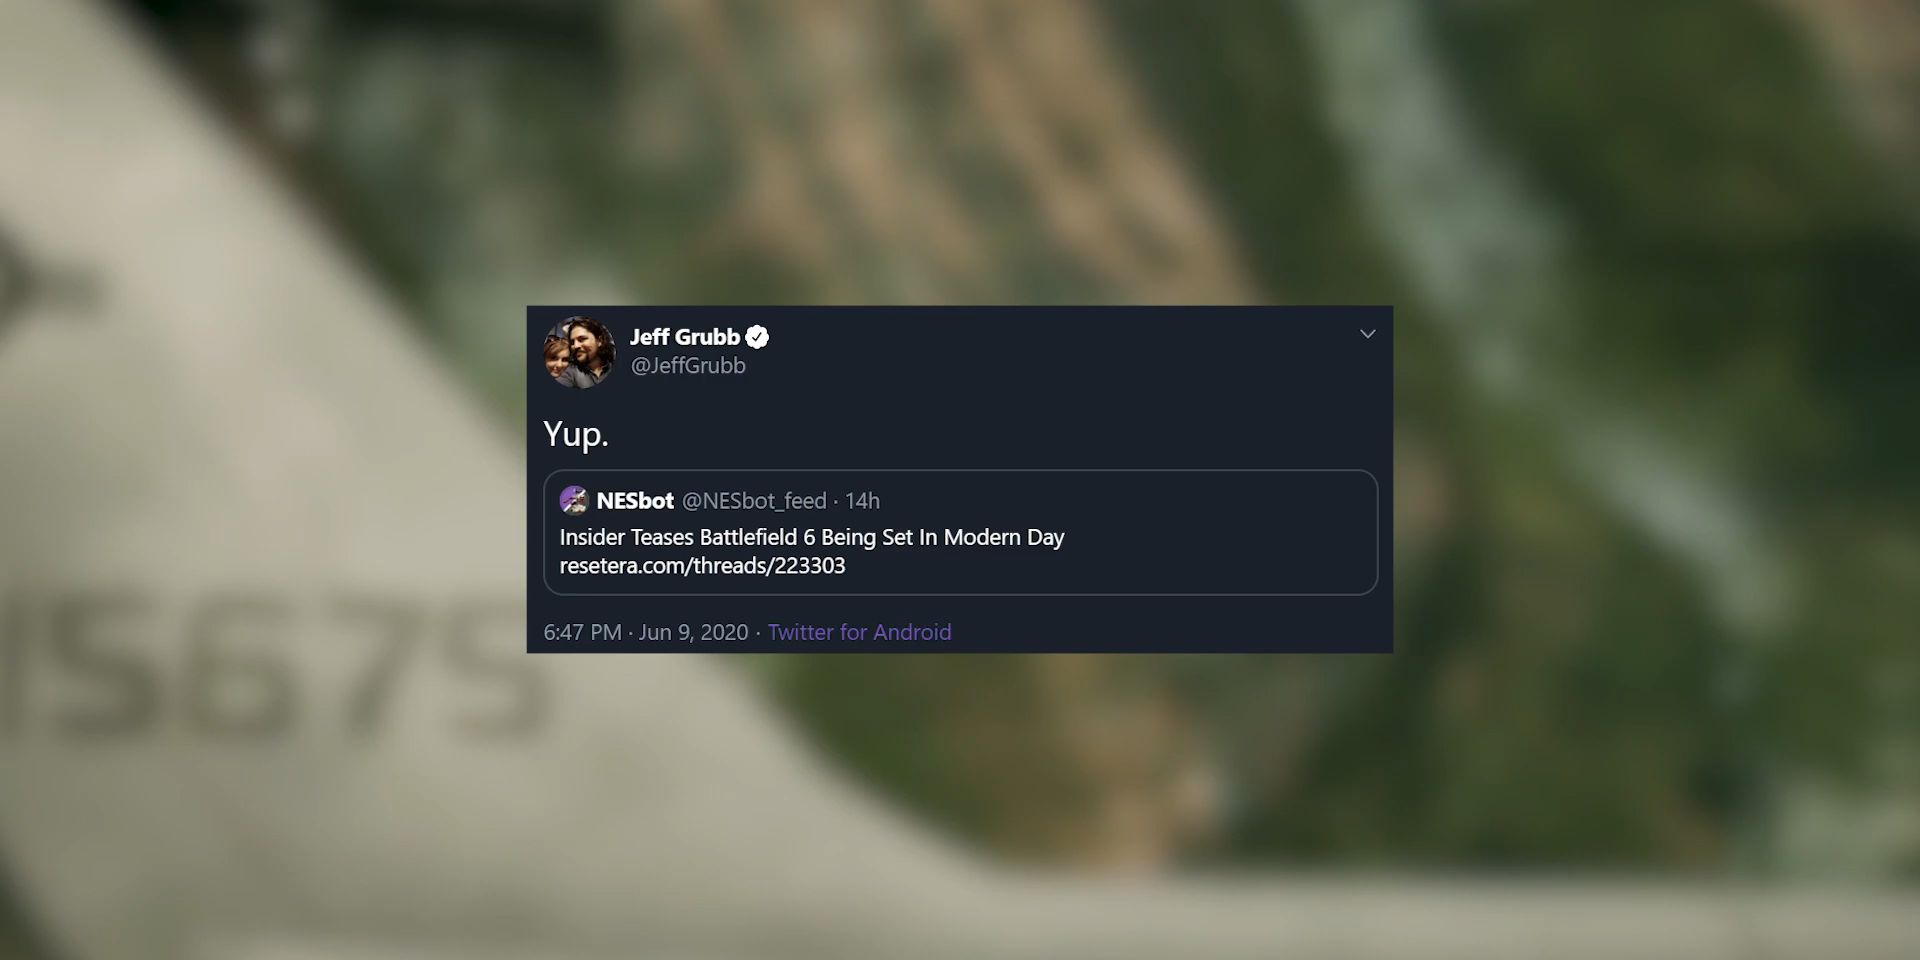 Jeff Grubb
@JeffGrubb
Yup.
NESbot @NESbot_feed · 14h
Insider Teases Battlefield 6 Being Set In Modern Day
resetera.com/threads/223303
6:47 PM · Jun 9, 2020 · Twitter for Android
15675